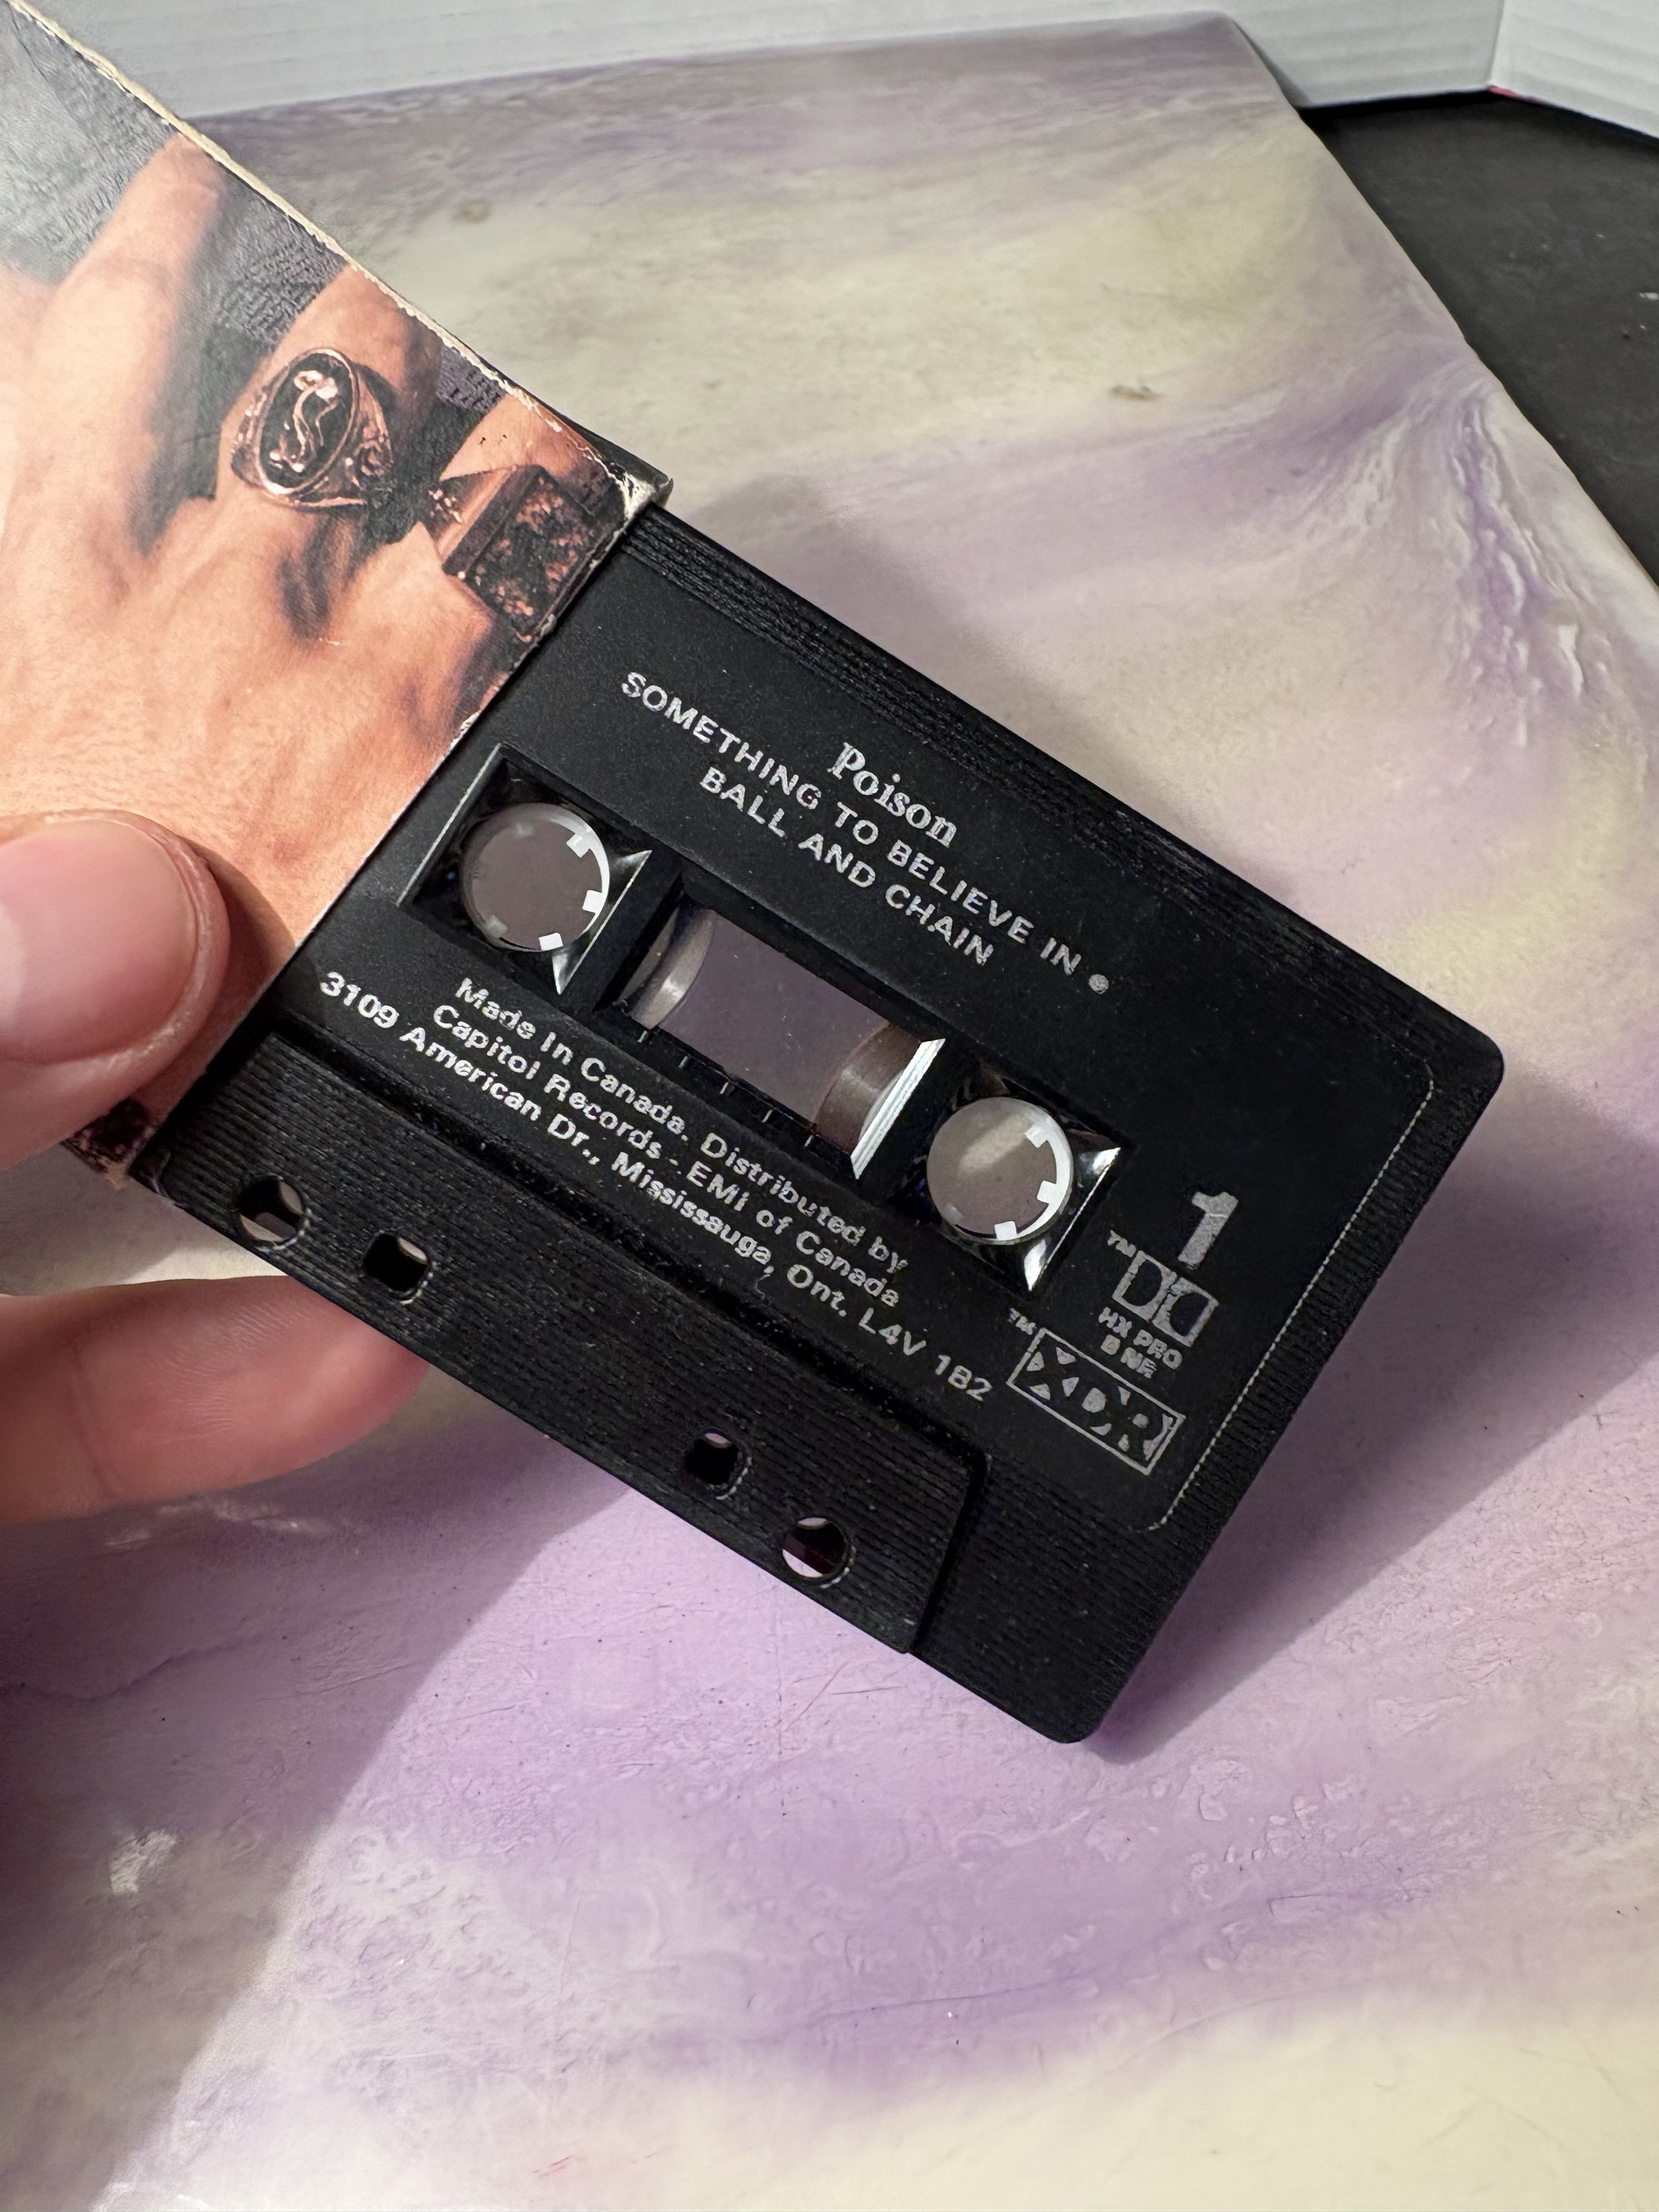 Poison
SOMETHING TO BELIEVE IN •
BALL AND CHAIN
Made In Canada. Distributed by
Capitol Records - EMI of Canada
3109 American Dr., Mississauga, Ont. L4V 1B2
1
TM
HX PRO
B NR
TM
XDR